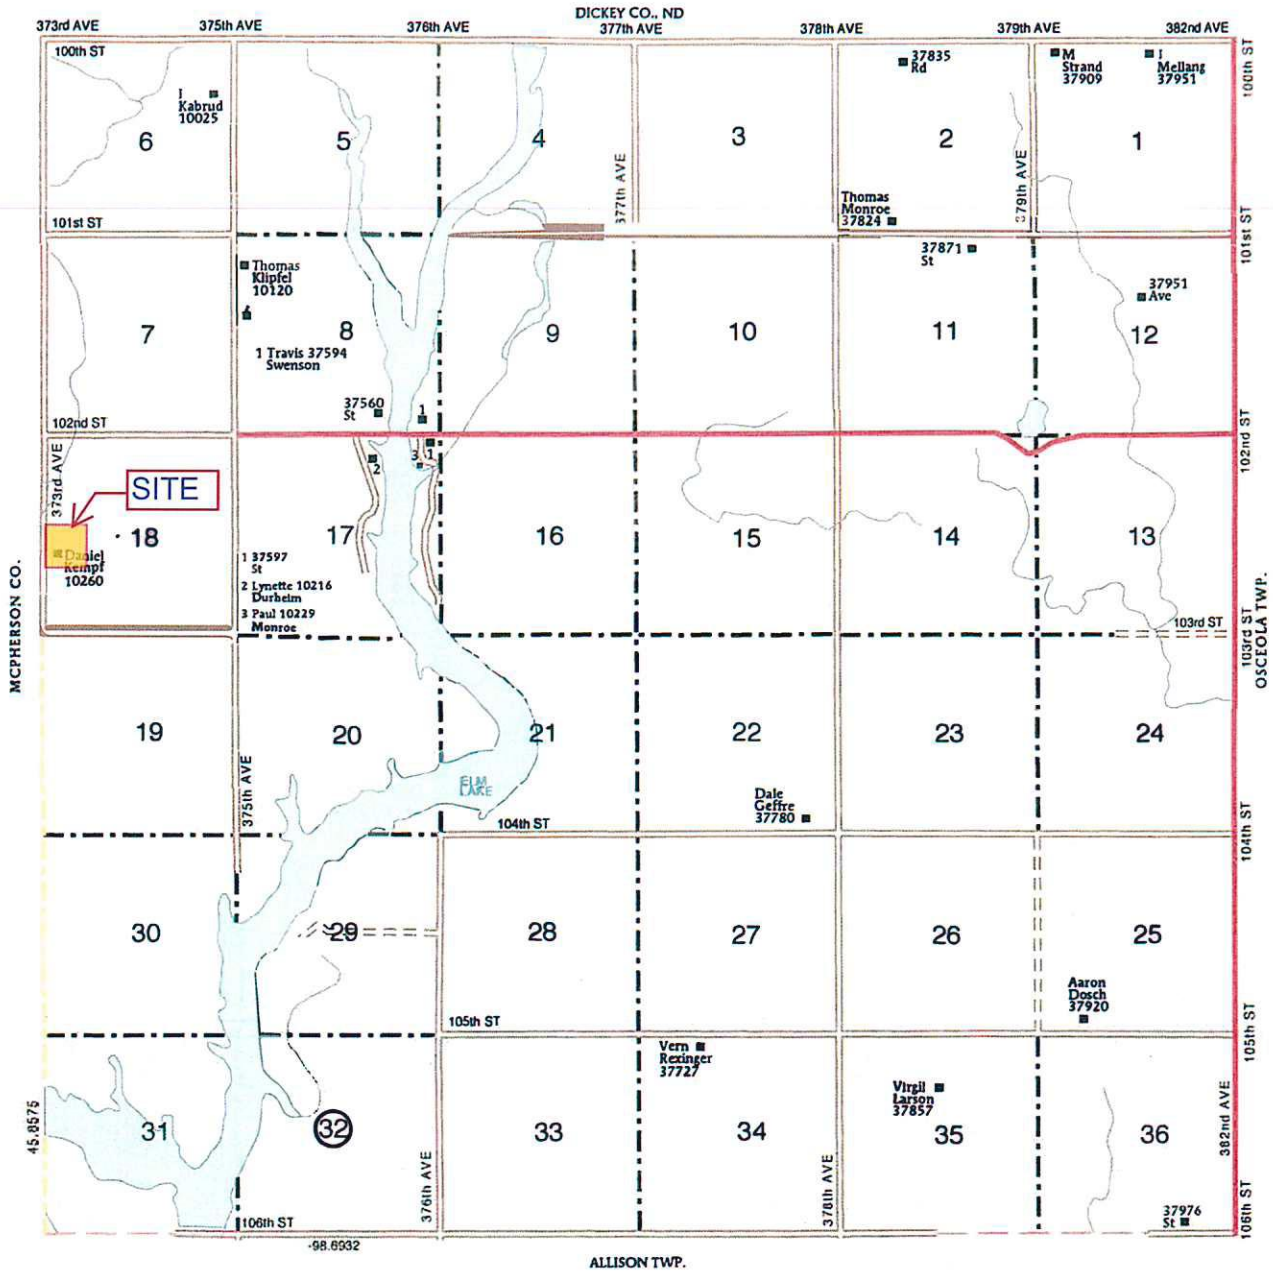 DICKEY CO., ND
373rd AVE
375th AVE
376th AVE
377th AVE
378th AVE
379th AVE
382nd AVE
100th ST
100th ST
I
Kabrud
10025
37835
Rd
M
Strand
37909
I
Mellang
37951
6
5
4
3
2
1
377th AVE
379th AVE
Thomas
Monroe
37824
101st ST
101st ST
37871
St
Thomas
Klipfel
10120
37951
Ave
7
8
9
10
11
12
1 Travis 37594
Swenson
37560
St
1
102nd ST
102nd ST
373rd AVE
2
3
1
SITE
18
17
16
15
14
13
Daniel
Kempf
10260
1 37597
St
2 Lynette 10216
Durheim
3 Paul 10229
Monroe
MCPHERSON CO.
103rd ST
103rd ST
OSCEOLA TWP.
19
20
21
22
23
24
375th AVE
ELM
LAKE
Dale
Geffre
37780
104th ST
104th ST
30
29
28
27
26
25
Aaron
Dosch
37920
105th ST
105th ST
Vern
Rexinger
37727
Virgil
Larson
37857
45.8575
31
32
33
34
35
36
376th AVE
378th AVE
382nd AVE
37976
St
106th ST
106th ST
-98.6932
ALLISON TWP.